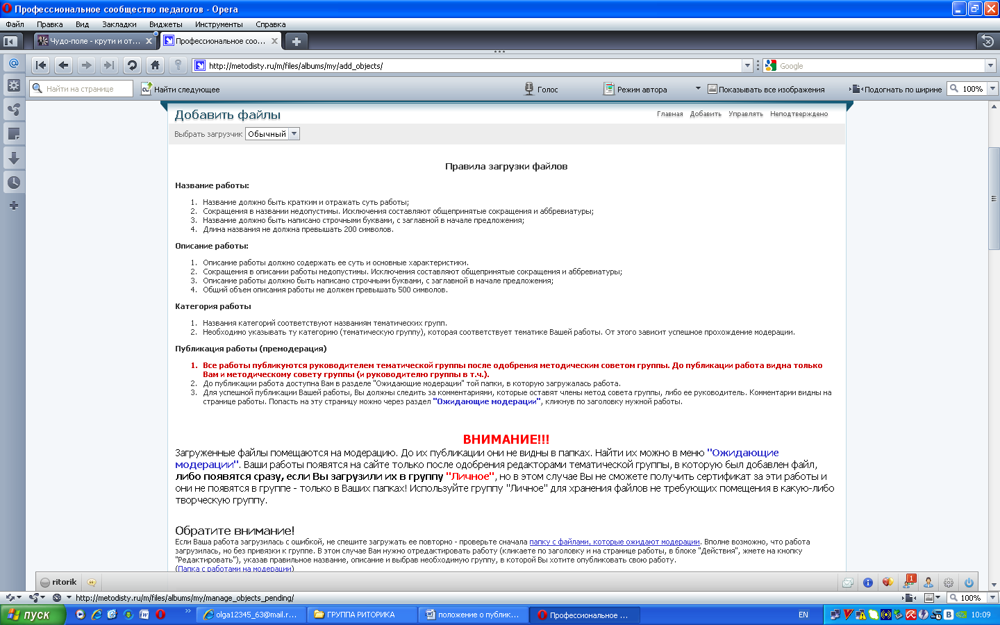 Профессиональное сообщество педагогов - Opera
Файл Правка Вид Закладки Виджеты Инструменты Справка
Чудо-поле - крути и от... Профессиональное соо...
http://metodisty.ru/m/files/albums/my/add_objects/ Google
Найти на странице Найти следующее Голос Режим автора Показывать все изображения Подогнать по ширине 100%
Добавить файлы Главная Добавить Управлять Неподтверждено
Выбрать загрузчик Обычный
Правила загрузки файлов
Название работы:
1. Название должно быть кратким и отражать суть работы;
2. Сокращения в названии недопустимы. Исключения составляют общепринятые сокращения и аббревиатуры;
3. Название должно быть написано строчными буквами, с заглавной в начале предложения;
4. Длина названия не должна превышать 200 символов.
Описание работы:
1. Описание работы должно содержать ее суть и основные характеристики.
2. Сокращения в описании работы недопустимы. Исключения составляют общепринятые сокращения и аббревиатуры;
3. Описание работы должно быть написано строчными буквами, с заглавной в начале предложения;
4. Общий объем описания работы не должен превышать 500 символов.
Категория работы
1. Названия категорий соответствуют названиям тематических групп.
2. Необходимо указывать ту категорию (тематическую группу), которая соответствует тематике Вашей работы. От этого зависит успешное прохождение модерации.
Публикация работы (премодерация)
1. Все работы публикуются руководителем тематической группы после одобрения методическим советом группы. До публикации работа видна только
Вам и методическому совету группы (и руководителю группы в т.ч.).
2. До публикации работа доступна Вам в разделе "Ожидающие модерации" той папки, в которую загружалась работа.
3. Для успешной публикации Вашей работы, Вы должны следить за комментариями, которые оставят члены метод совета группы, либо ее руководитель. Комментарии видны на
странице работы. Попасть на эту страницу можно через раздел "Ожидающие модерации", кликнув по заголовку нужной работы.
ВНИМАНИЕ!!!
Загруженные файлы помещаются на модерацию. До их публикации они не видны в папках. Найти их можно в меню "Ожидающие
модерации". Ваши работы появятся на сайте только после одобрения редакторами тематической группы, в которую был добавлен файл,
либо появятся сразу, если Вы загрузили их в группу "Личное", но в этом случае Вы не сможете получить сертификат за эти работы и
они не появятся в группе - только в Ваших папках! Используйте группу "Личное" для хранения файлов не требующих помещения в какую-либо
творческую группу.
Обратите внимание!
Если Ваша работа загрузилась с ошибкой, не спешите загружать ее повторно - проверьте сначала папку с файлами, которые ожидают модерации. Вполне возможно, что работа
загрузилась, но без привязки к группе. В этом случае Вам нужно отредактировать работу (кликаете по заголовку и на странице работы, в блоке "Действия", жмете на кнопку
"Редактировать"), указав правильное название, описание и выбрав необходимую группу, в которой Вы хотите опубликовать свою работу.
(Папка с работами на модерации)
ritorik 1
http://metodisty.ru/m/files/albums/my/manage_objects_pending/ 100%
пуск olga12345_63@mail.r... ГРУППА РИТОРИКА положение о публик... Профессиональное ... EN 10:09